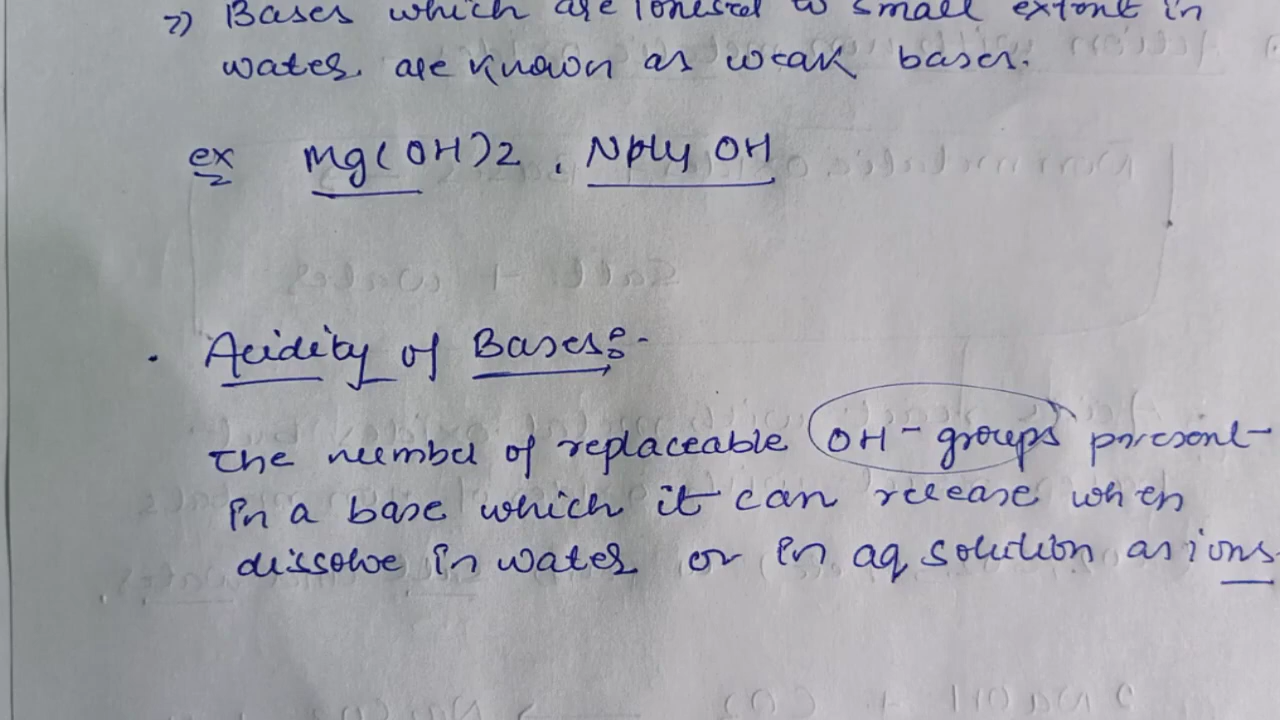 2) Bases which are ionised to small extent in
water are known as weak bases.
ex Mg(OH)2, NH4 OH
. Acidity of Bases:-
the number of replaceable OH- groups present
in a base which it can release when
dissolve in water or in aq solution as ions